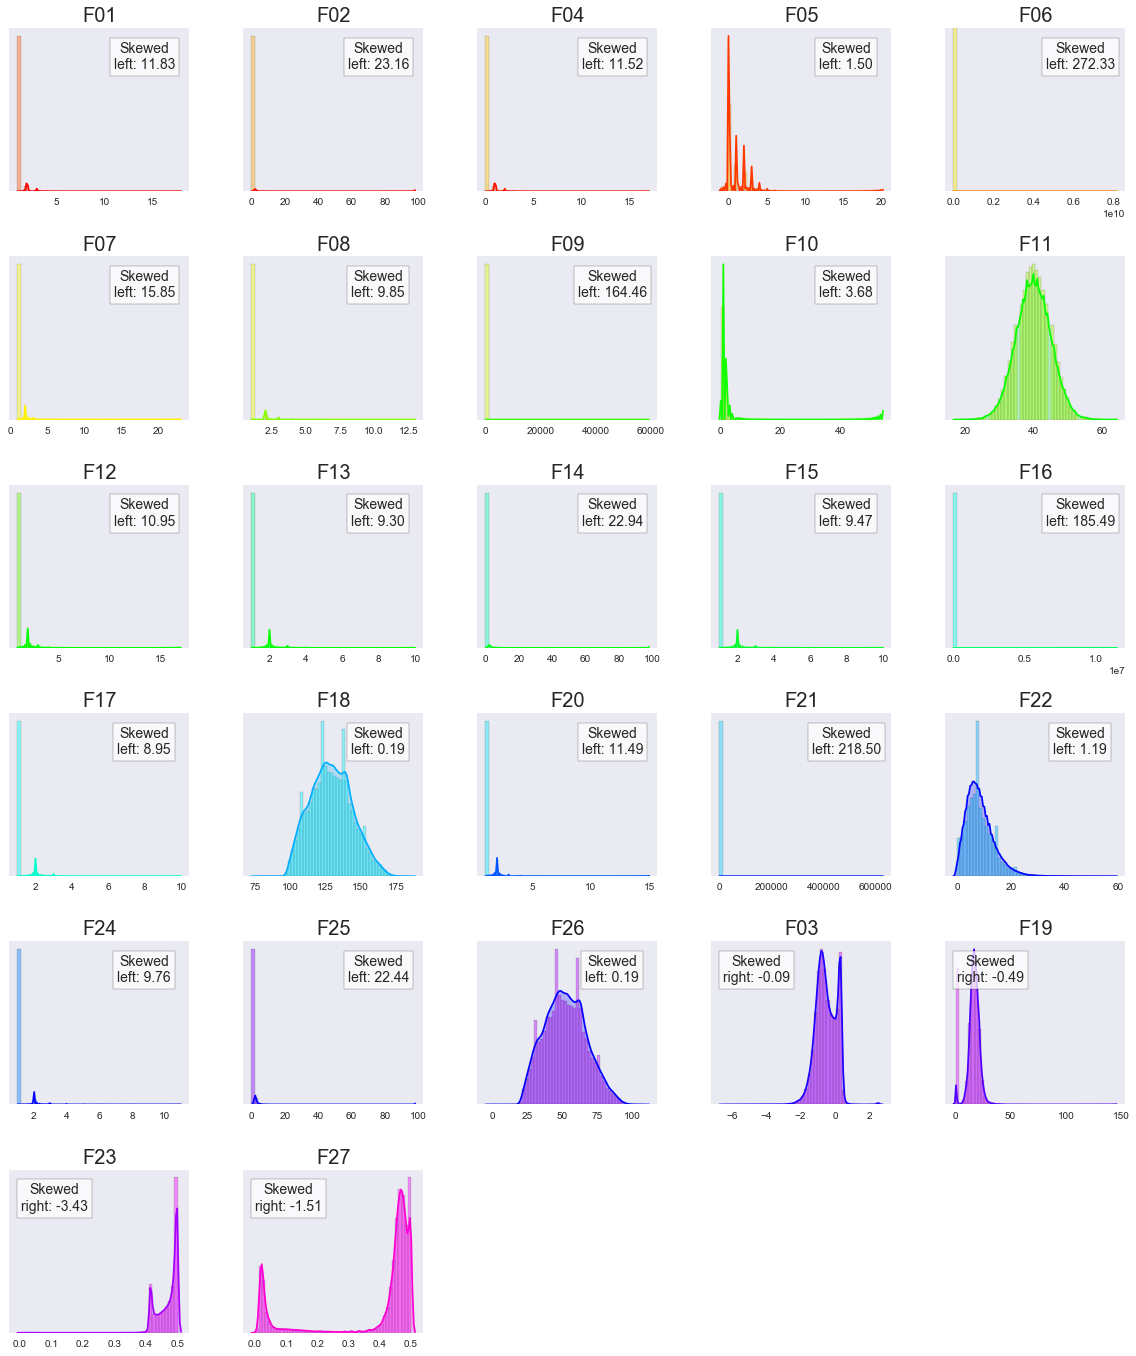 F01
Skewed
left: 11.83
5
10
15
F02
Skewed
left: 23.16
0
20
40
60
80
100
F04
Skewed
left: 11.52
0
5
10
15
F05
Skewed
left: 1.50
0
5
10
15
20
F06
Skewed
left: 272.33
0.0
0.2
0.4
0.6
0.8
1e10
F07
Skewed
left: 15.85
0
5
10
15
20
F08
Skewed
left: 9.85
2.5
5.0
7.5
10.0
12.5
F09
Skewed
left: 164.46
0
20000
40000
60000
F10
Skewed
left: 3.68
0
20
40
F11
20
40
60
F12
Skewed
left: 10.95
5
10
15
F13
Skewed
left: 9.30
2
4
6
8
10
F14
Skewed
left: 22.94
0
20
40
60
80
100
F15
Skewed
left: 9.47
2
4
6
8
10
F16
Skewed
left: 185.49
0.0
0.5
1.0
1e7
F17
Skewed
left: 8.95
2
4
6
8
10
F18
Skewed
left: 0.19
75
100
125
150
175
F20
Skewed
left: 11.49
5
10
15
F21
Skewed
left: 218.50
0
200000
400000
600000
F22
Skewed
left: 1.19
0
20
40
60
F24
Skewed
left: 9.76
2
4
6
8
10
F25
Skewed
left: 22.44
0
20
40
60
80
100
F26
Skewed
left: 0.19
0
25
50
75
100
F03
Skewed
right: -0.09
−6
−4
−2
0
2
F19
Skewed
right: -0.49
0
50
100
150
F23
Skewed
right: -3.43
0.0
0.1
0.2
0.3
0.4
0.5
F27
Skewed
right: -1.51
0.0
0.1
0.2
0.3
0.4
0.5